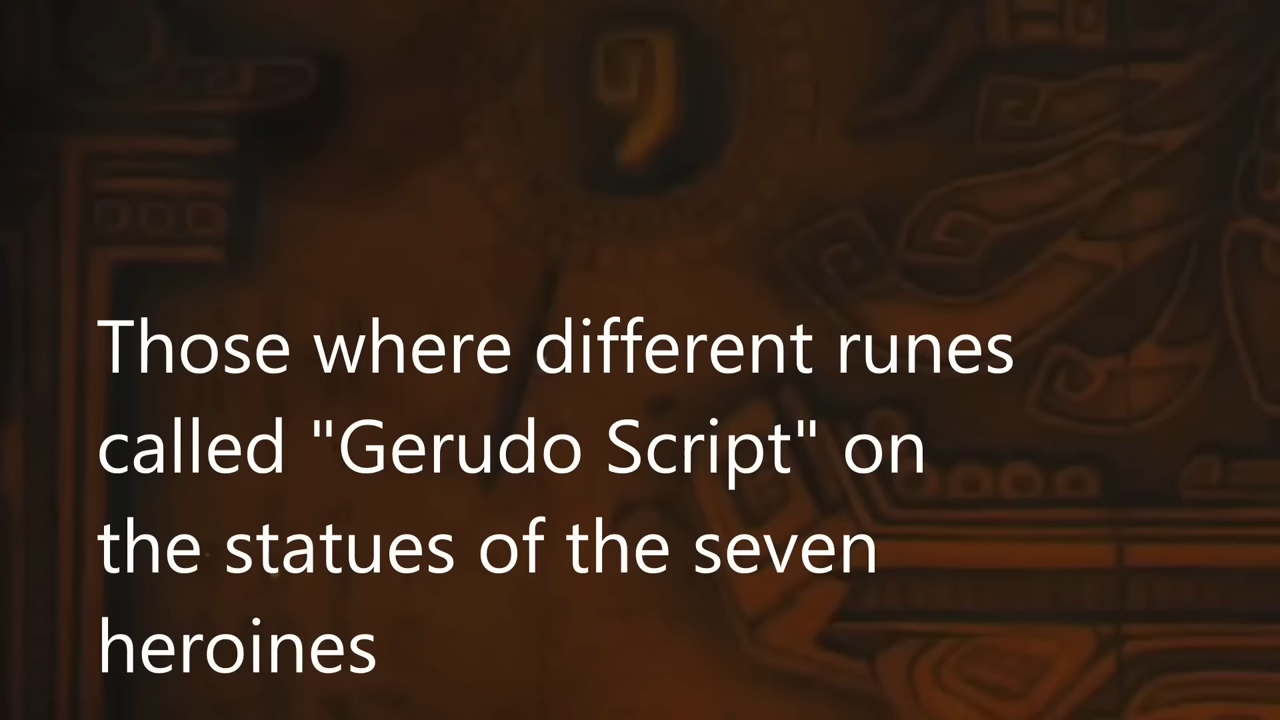 Those where different runes
called "Gerudo Script" on
the statues of the seven
heroines